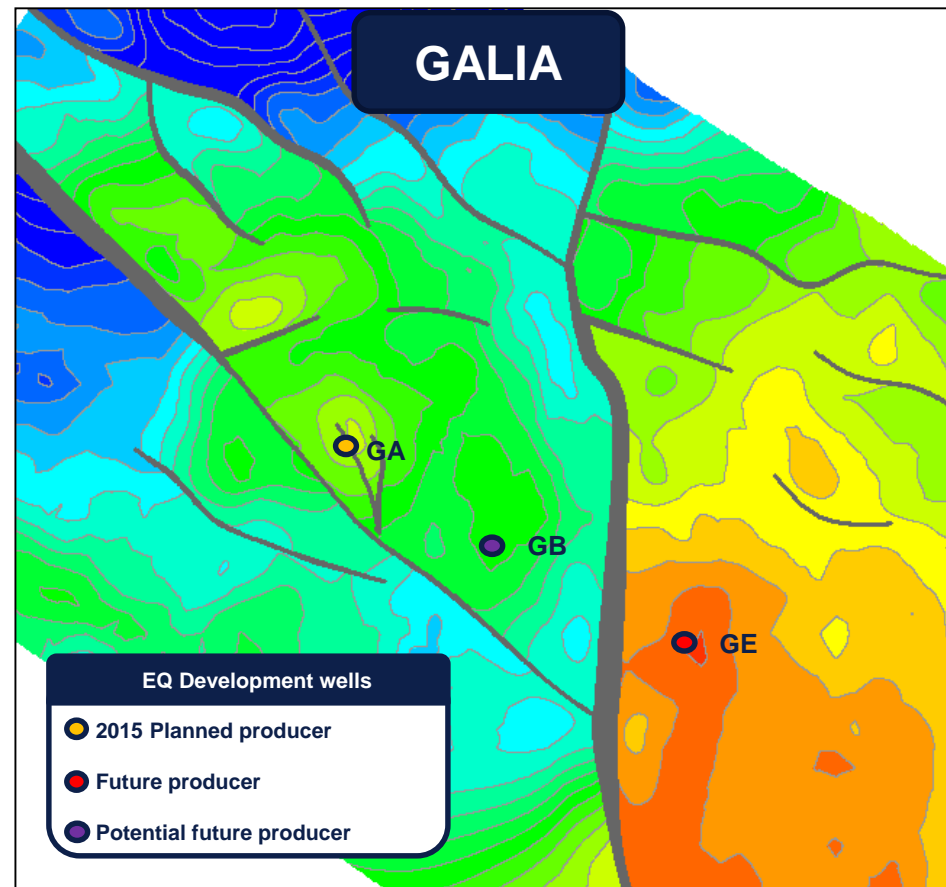 GALIA
GA
GB
GE
EQ Development wells
2015 Planned producer
Future producer
Potential future producer